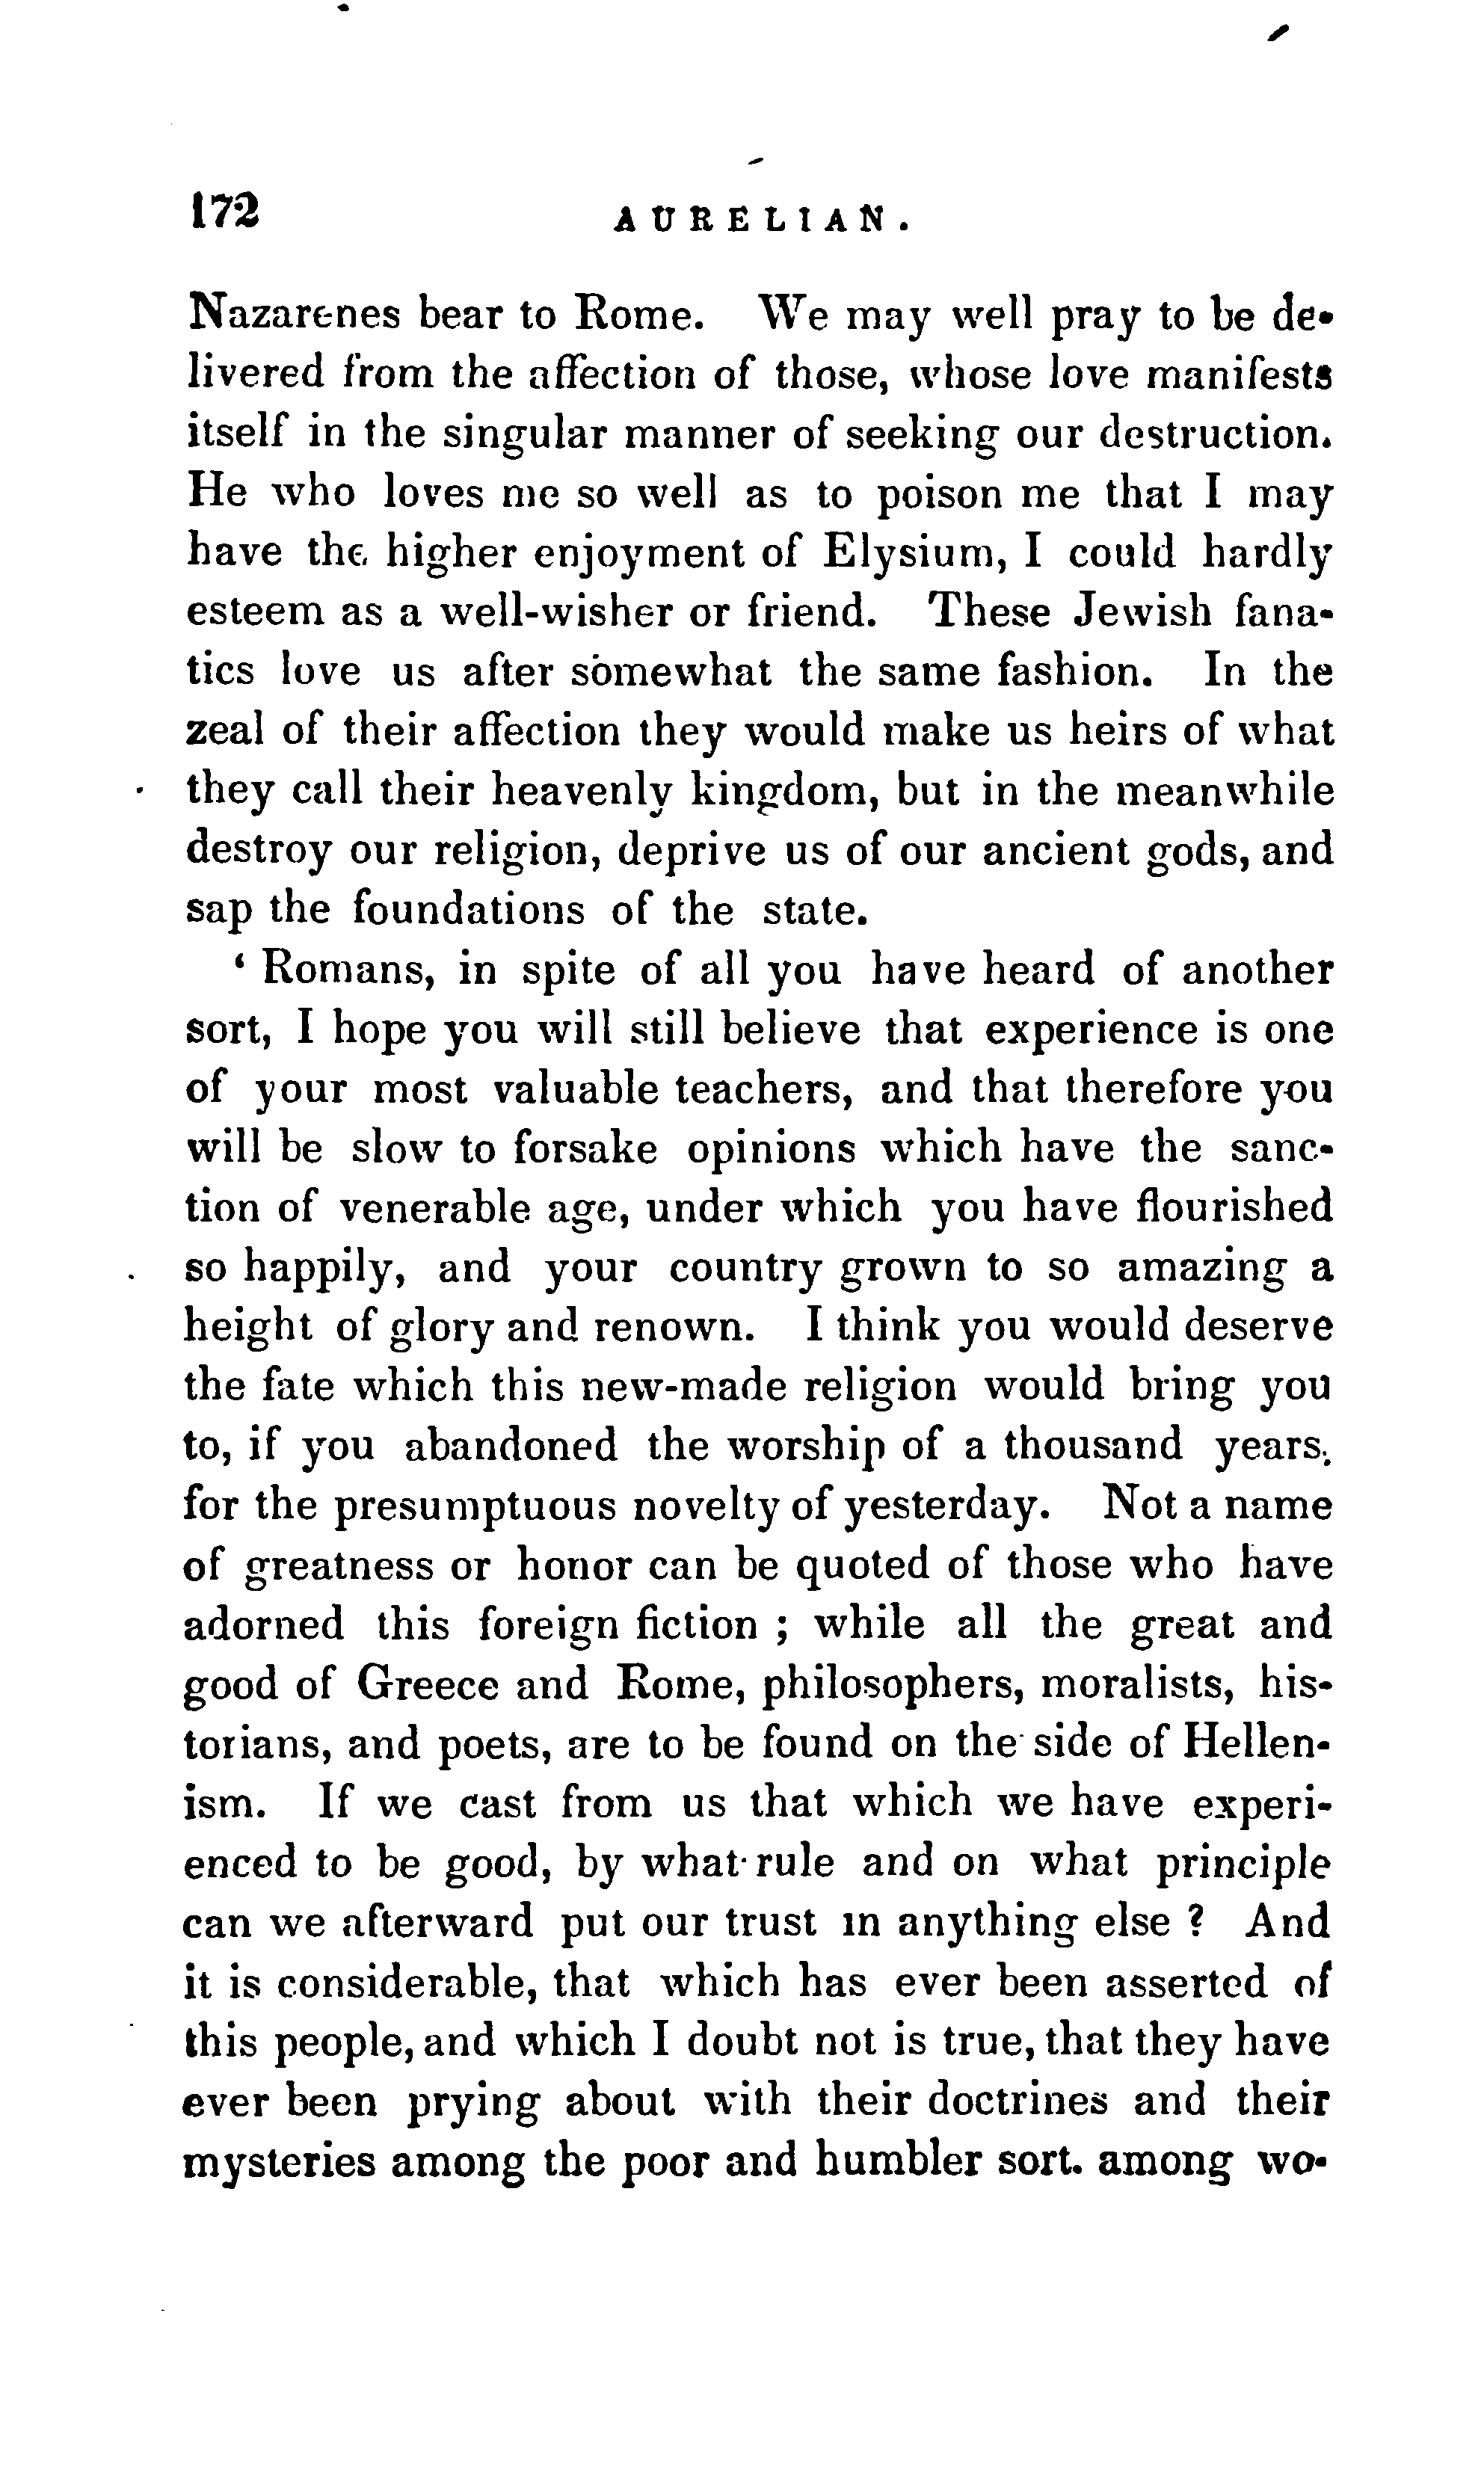 172 AURELIAN.
Nazarenes bear to Rome. We may well pray to be de-
livered from the affection of those, whose love manifests
itself in the singular manner of seeking our destruction.
He who loves me so well as to poison me that I may
have the higher enjoyment of Elysium, I could hardly
esteem as a well-wisher or friend. These Jewish fana-
tics love us after somewhat the same fashion. In the
zeal of their affection they would make us heirs of what
they call their heavenly kingdom, but in the meanwhile
destroy our religion, deprive us of our ancient gods, and
sap the foundations of the state.
‘ Romans, in spite of all you have heard of another
sort, I hope you will still believe that experience is one
of your most valuable teachers, and that therefore you
will be slow to forsake opinions which have the sanc-
tion of venerable age, under which you have flourished
so happily, and your country grown to so amazing a
height of glory and renown. I think you would deserve
the fate which this new-made religion would bring you
to, if you abandoned the worship of a thousand years,
for the presumptuous novelty of yesterday. Not a name
of greatness or honor can be quoted of those who have
adorned this foreign fiction ; while all the great and
good of Greece and Rome, philosophers, moralists, his-
torians, and poets, are to be found on the side of Hellen-
ism. If we cast from us that which we have experi-
enced to be good, by what rule and on what principle
can we afterward put our trust in anything else ? And
it is considerable, that which has ever been asserted of
this people, and which I doubt not is true, that they have
ever been prying about with their doctrines and their
mysteries among the poor and humbler sort. among wo-